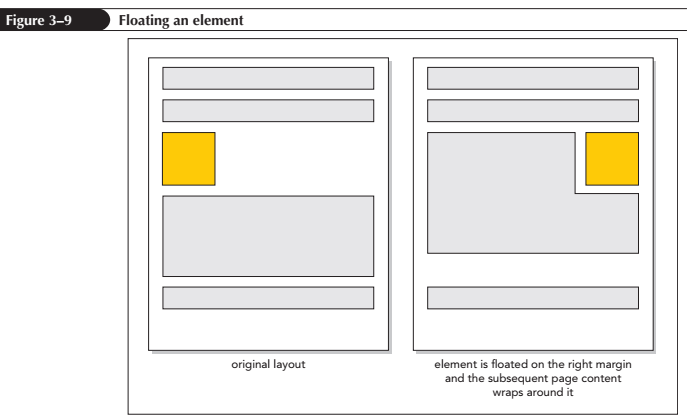 Figure 3–9 Floating an element
original layout
element is floated on the right margin
and the subsequent page content
wraps around it